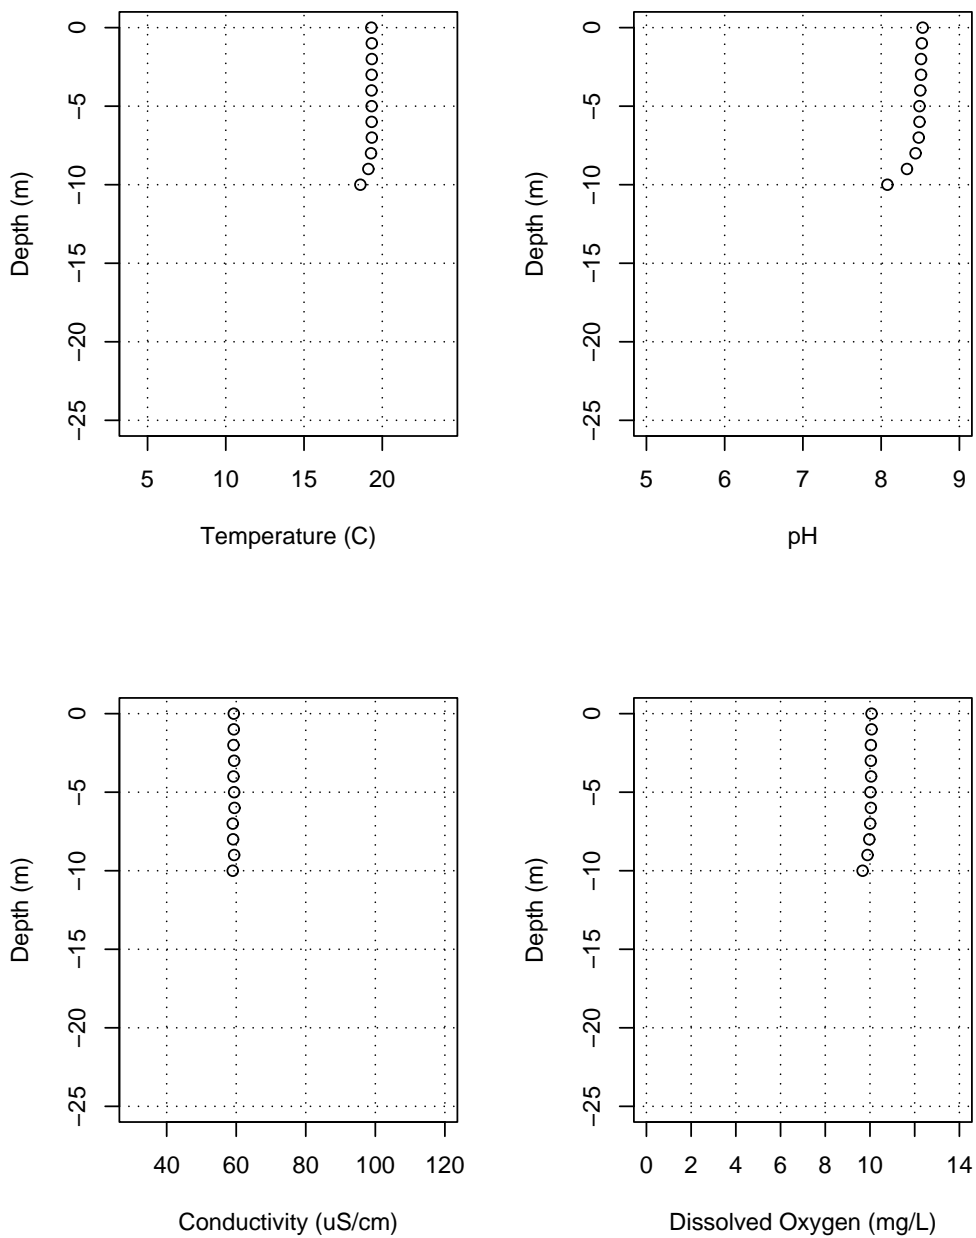 0
−5
−10
−15
−20
−25
Depth (m)
5 10 15 20
Temperature (C)
0
−5
−10
−15
−20
−25
Depth (m)
5 6 7 8 9
pH
0
−5
−10
−15
−20
−25
Depth (m)
40 60 80 100 120
Conductivity (uS/cm)
0
−5
−10
−15
−20
−25
Depth (m)
0 2 4 6 8 10 14
Dissolved Oxygen (mg/L)